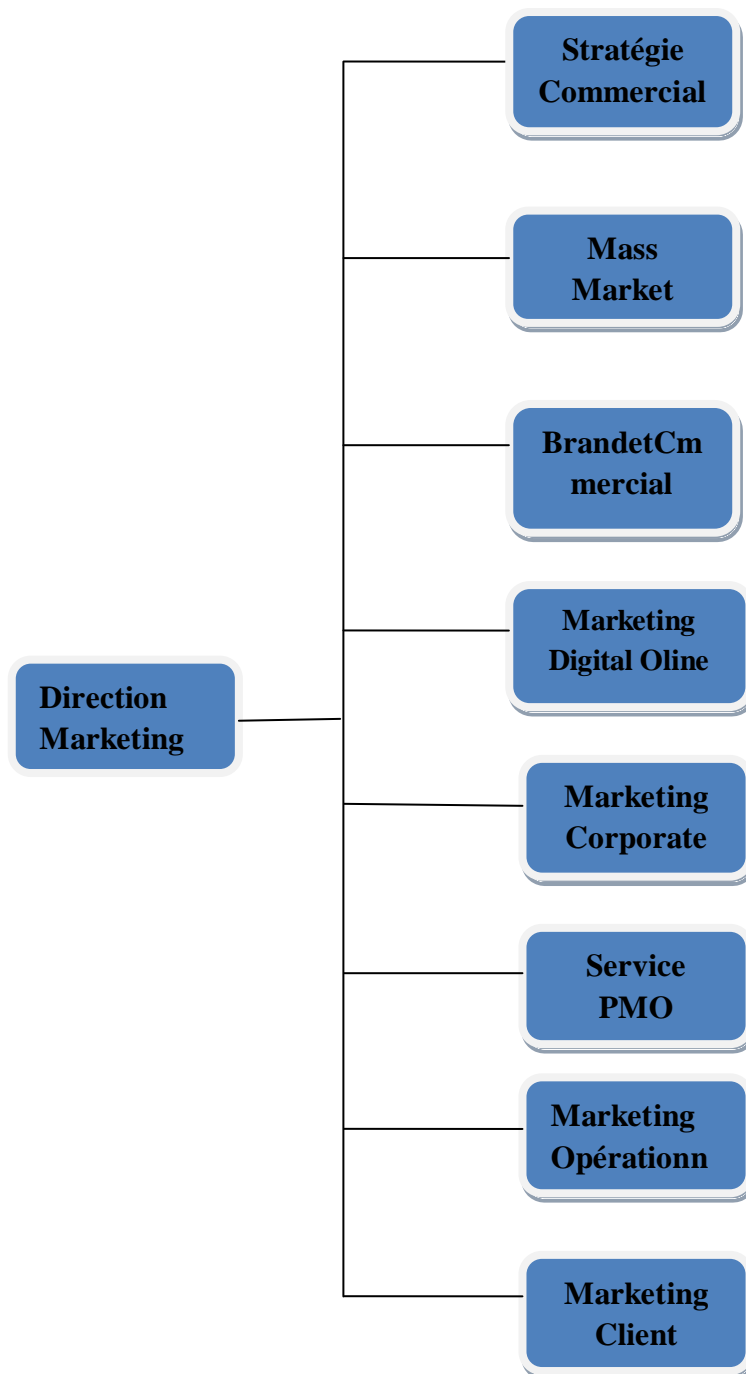 Stratégie
Commercial
Mass
Market
BrandetCm
mercial
Marketing
Digital Oline
Direction
Marketing
Marketing
Corporate
Service
PMO
Marketing
Opérationn
Marketing
Client